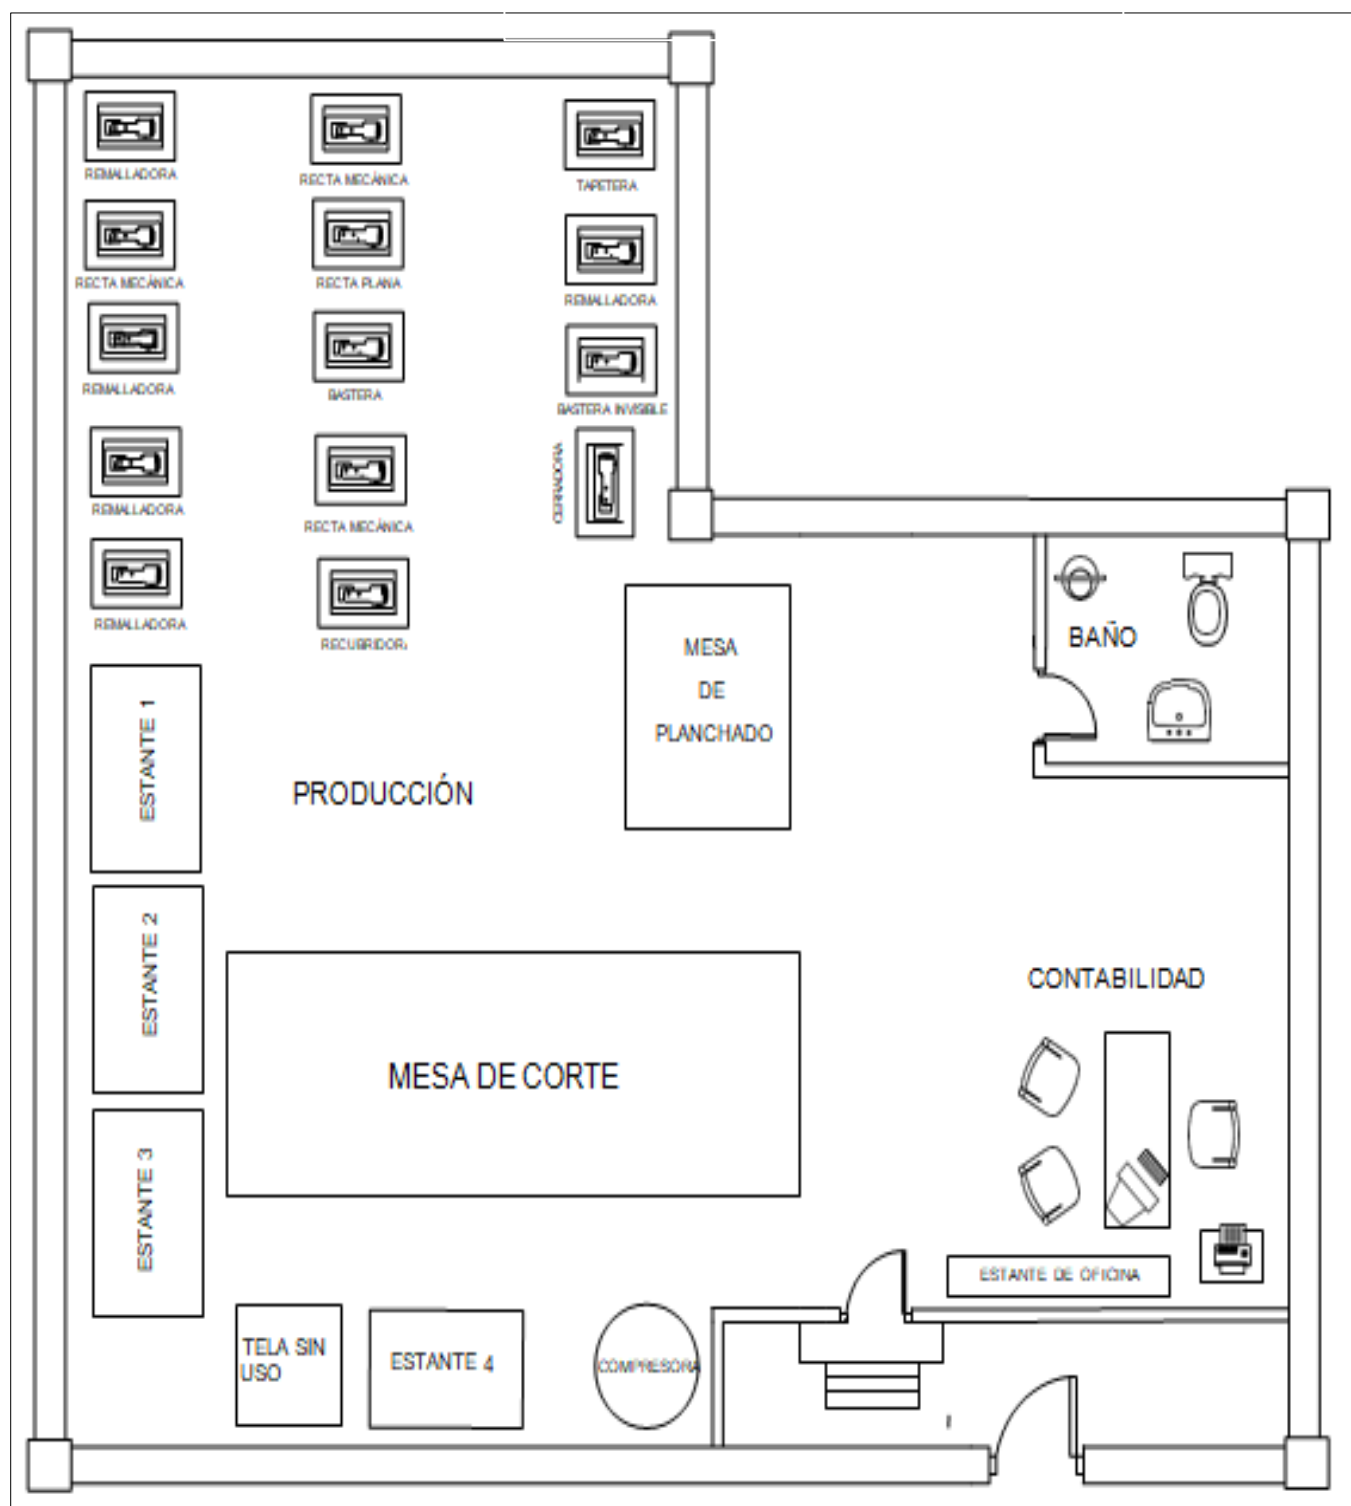 REMALLADORA
RECTA MECÁNICA
TAPETERA
RECTA MECÁNICA
RECTA PLANA
REMALLADORA
REMALLADORA
BASTERA
BASTERA INVISIBLE
REMALLADORA
RECTA MECÁNICA
CERRADORA
REMALLADORA
RECUBRIDOR
MESA
DE
PLANCHADO
BAÑO
ESTANTE 1
PRODUCCIÓN
ESTANTE 2
CONTABILIDAD
MESA DE CORTE
ESTANTE 3
ESTANTE DE OFICINA
TELA SIN
USO
ESTANTE 4
COMPRESORA